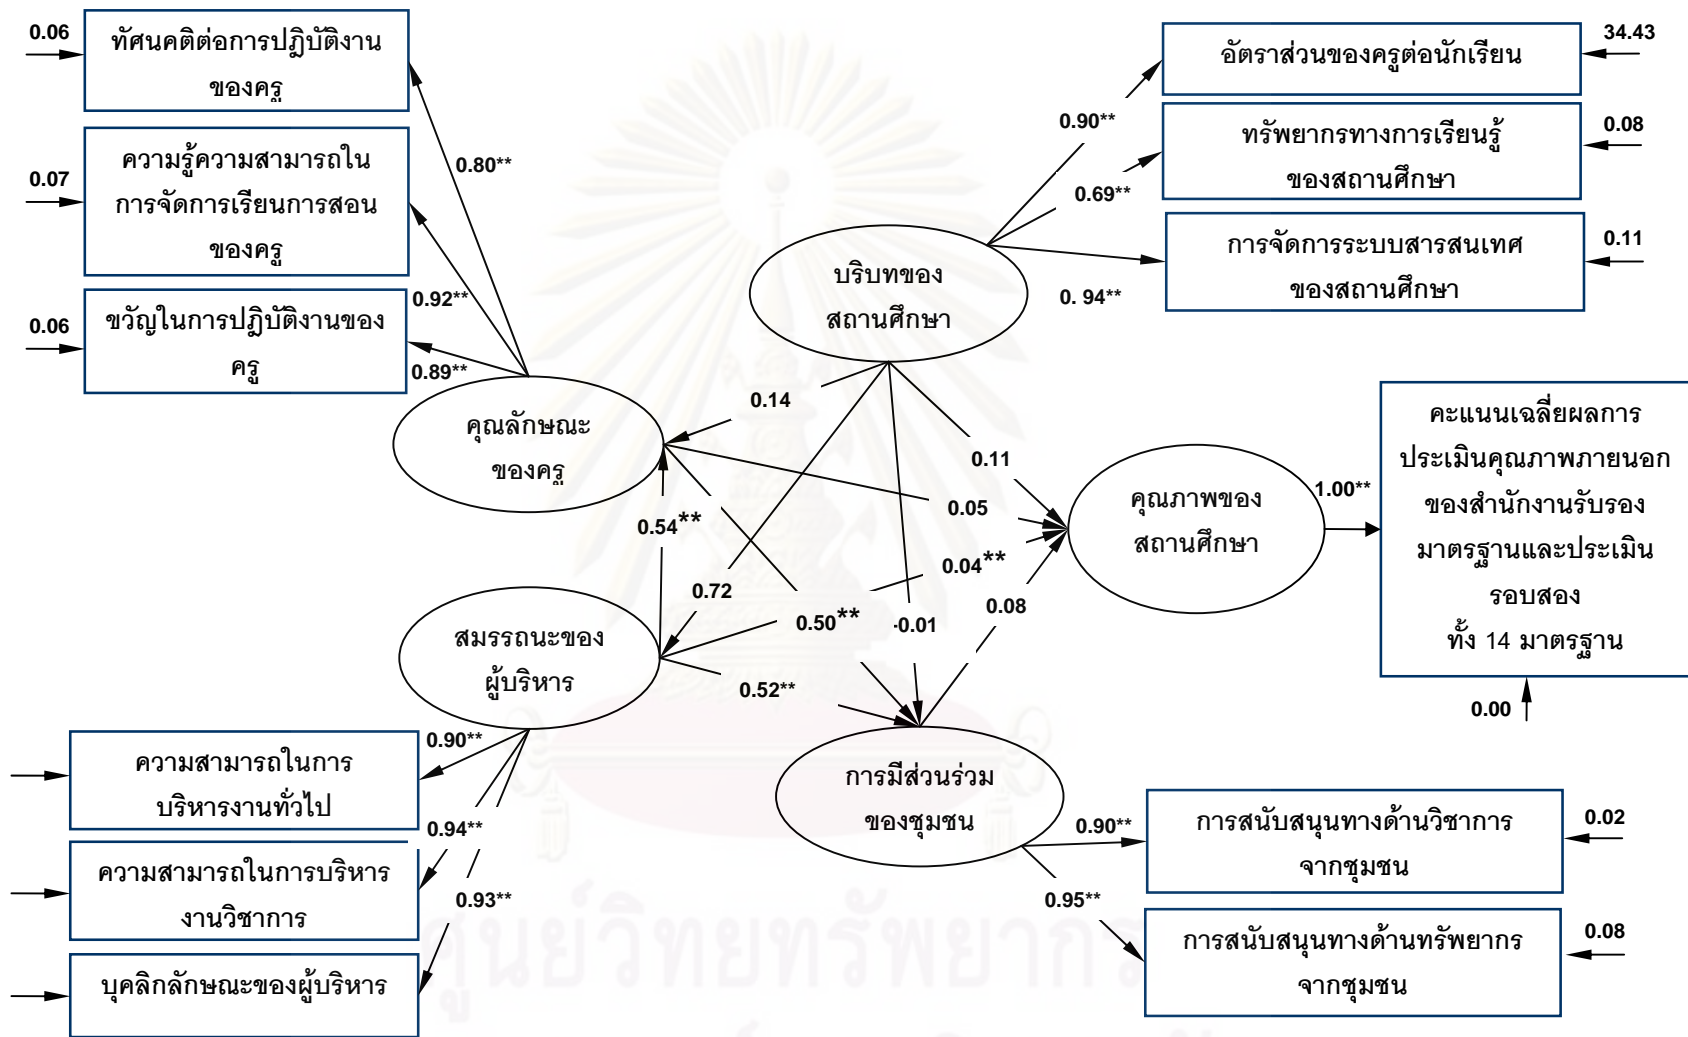 0.06
ทัศนคติต่อการปฏิบัติงาน
ของครู
0.80**
0.07
ความรู้ความสามารถใน
การจัดการเรียนการสอน
ของครู
0.92**
0.06
ขวัญในการปฏิบัติงานของ
ครู
0.89**
34.43
อัตราส่วนของครูต่อนักเรียน
0.90**
0.08
ทรัพยากรทางการเรียนรู้
ของสถานศึกษา
0.69**
0.11
การจัดการระบบสารสนเทศ
ของสถานศึกษา
0. 94**
บริบทของ
สถานศึกษา
0.14
คุณลักษณะ
ของครู
0.11
0.05
0.54**
0.04**
0.72
0.50**
-0.01
0.08
คุณภาพของ
สถานศึกษา
1.00**
คะแนนเฉลี่ยผลการ
ประเมินคุณภาพภายนอก
ของสำนักงานรับรอง
มาตรฐานและประเมิน
รอบสอง
ทั้ง 14 มาตรฐาน
0.00
สมรรถนะของ
ผู้บริหาร
0.52**
0.90**
ความสามารถในการ
บริหารงานทั่วไป
0.94**
ความสามารถในการบริหาร
งานวิชาการ
0.93**
บุคลิกลักษณะของผู้บริหาร
การมีส่วนร่วม
ของชุมชน
0.90**
การสนับสนุนทางด้านวิชาการ
จากชุมชน
0.02
0.95**
การสนับสนุนทางด้านทรัพยากร
จากชุมชน
0.08
ศูนย์วิทยทรัพยากร